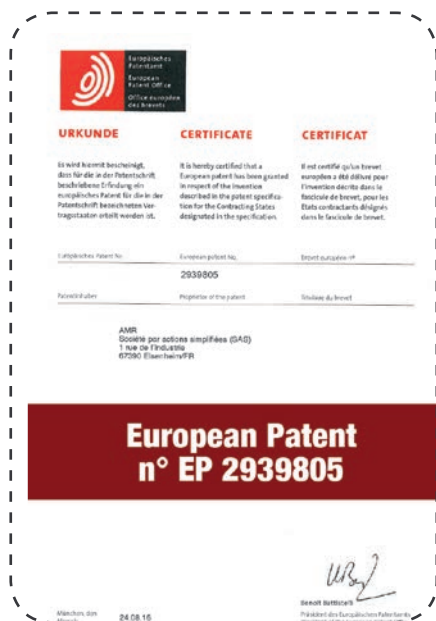 Europäisches
Patentamt
European
Patent Office
Office européen
des brevets
URKUNDE
Es wird hiermit bescheinigt,
dass für die in der Patentschrift
beschriebene Erfindung ein
europäisches Patent für die in der
Patentschrift bezeichneten Ver-
tragsstaaten erteilt worden ist.
CERTIFICATE
It is hereby certified that a
European patent has been granted
in respect of the invention
described in the patent specifica-
tion for the Contracting States
designated in the specification.
CERTIFICAT
Il est certifié qu'un brevet
européen a été délivré pour
l'invention décrite dans le
fascicule de brevet, pour les
Etats contractants désignés
dans le fascicule de brevet.
Europäisches Patent Nr.
European patent No.
Brevet européen n°
2939805
Patentinhaber
Proprietor of the patent
Titulaire du brevet
AMR
Société par actions simplifiées (SAS)
1 rue de l'Industrie
67390 Elsenheim/FR
European Patent
n° EP 2939805
Benoît Battistelli
Präsident des Europäischen Patentamts
München, den
24.08.16